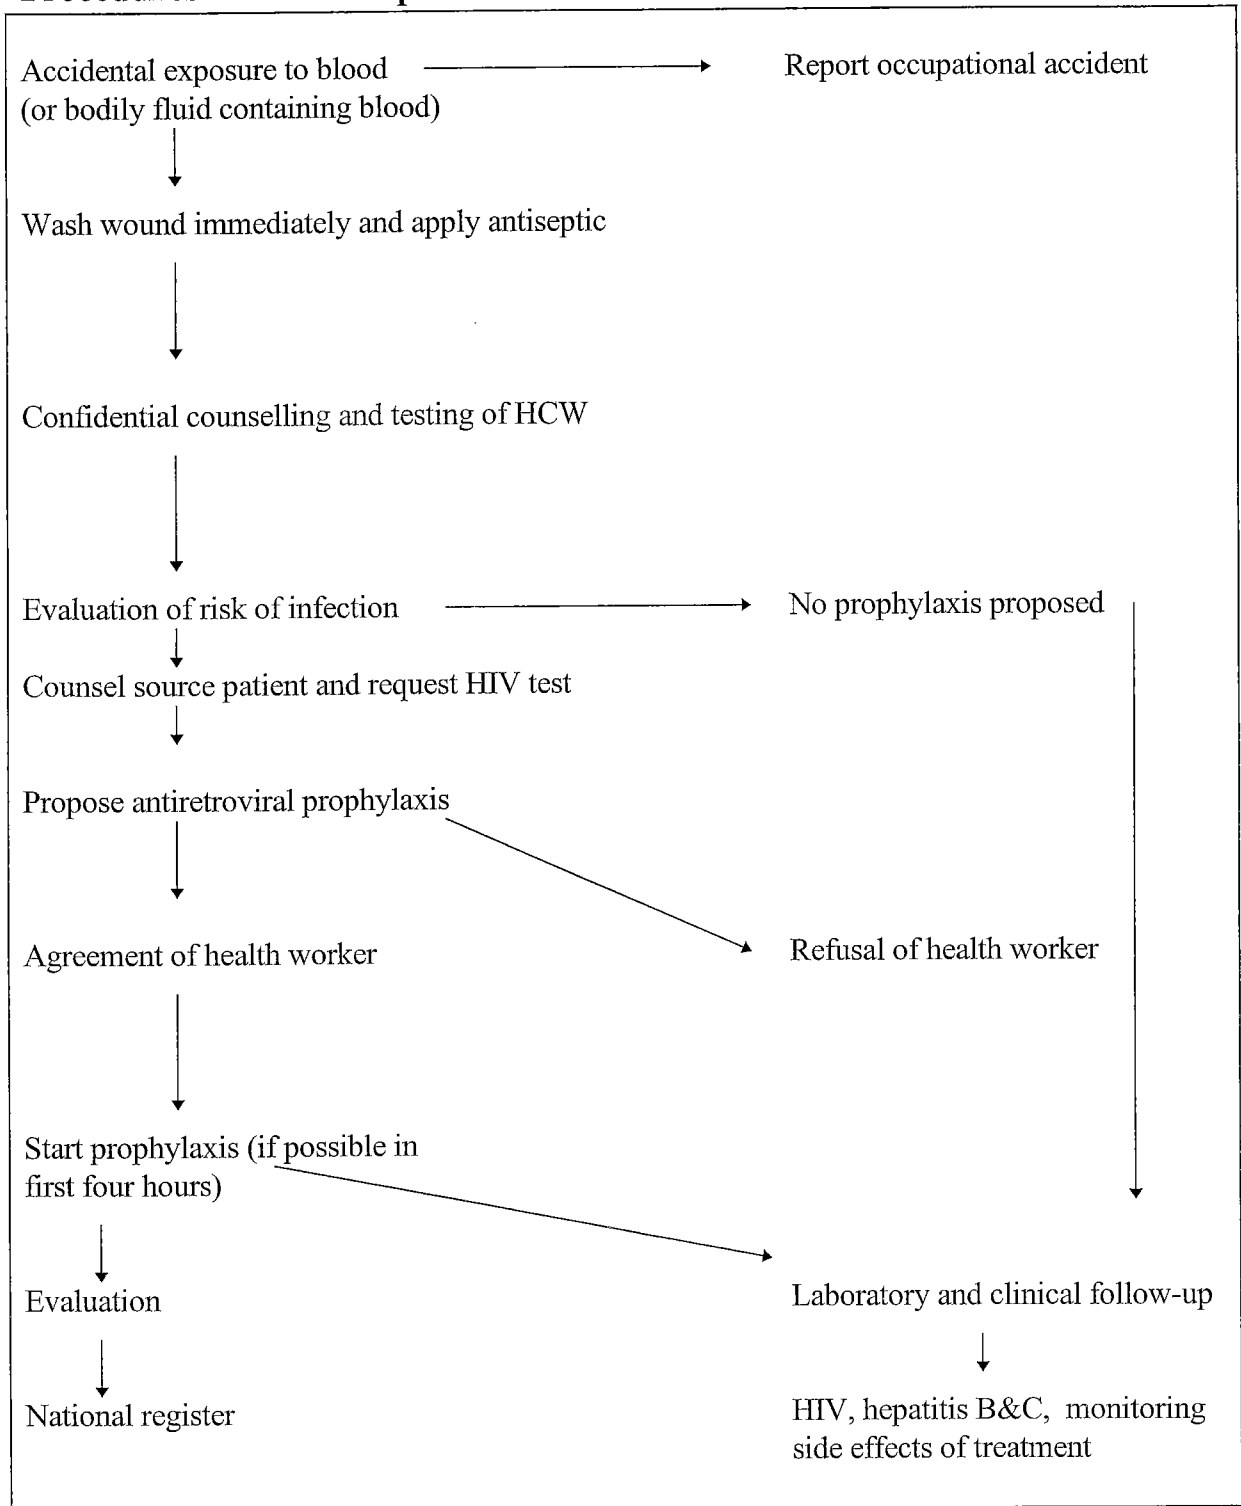 Accidental exposure to blood
(or bodily fluid containing blood)
Report occupational accident
Wash wound immediately and apply antiseptic
Confidential counselling and testing of HCW
Evaluation of risk of infection
No prophylaxis proposed
Counsel source patient and request HIV test
Propose antiretroviral prophylaxis
Agreement of health worker
Refusal of health worker
Start prophylaxis (if possible in
first four hours)
Evaluation
Laboratory and clinical follow-up
National register
HIV, hepatitis B&C, monitoring
side effects of treatment